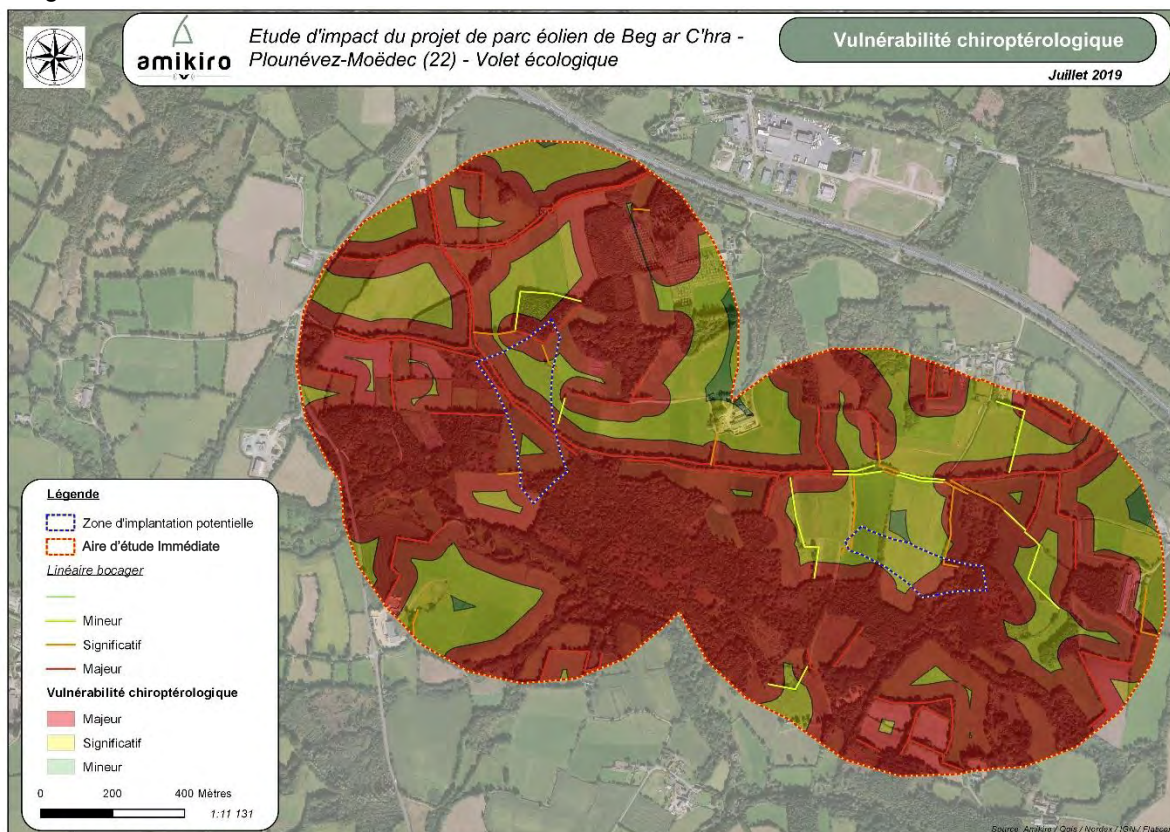 amikiro
Etude d'impact du projet de parc éolien de Beg ar C'hra -
Plounévez-Moëdec (22) - Volet écologique
Vulnérabilité chiroptérologique
Juillet 2019
Légende
Zone d'implantation potentielle
Aire d'étude Immédiate
Linéaire bocager
Mineur
Significatif
Majeur
Vulnérabilité chiroptérologique
Majeur
Significatif
Mineur
0 200 400 Mètres
1:11 131
Source: Amikiro / Qgis / Nordex / IGN /